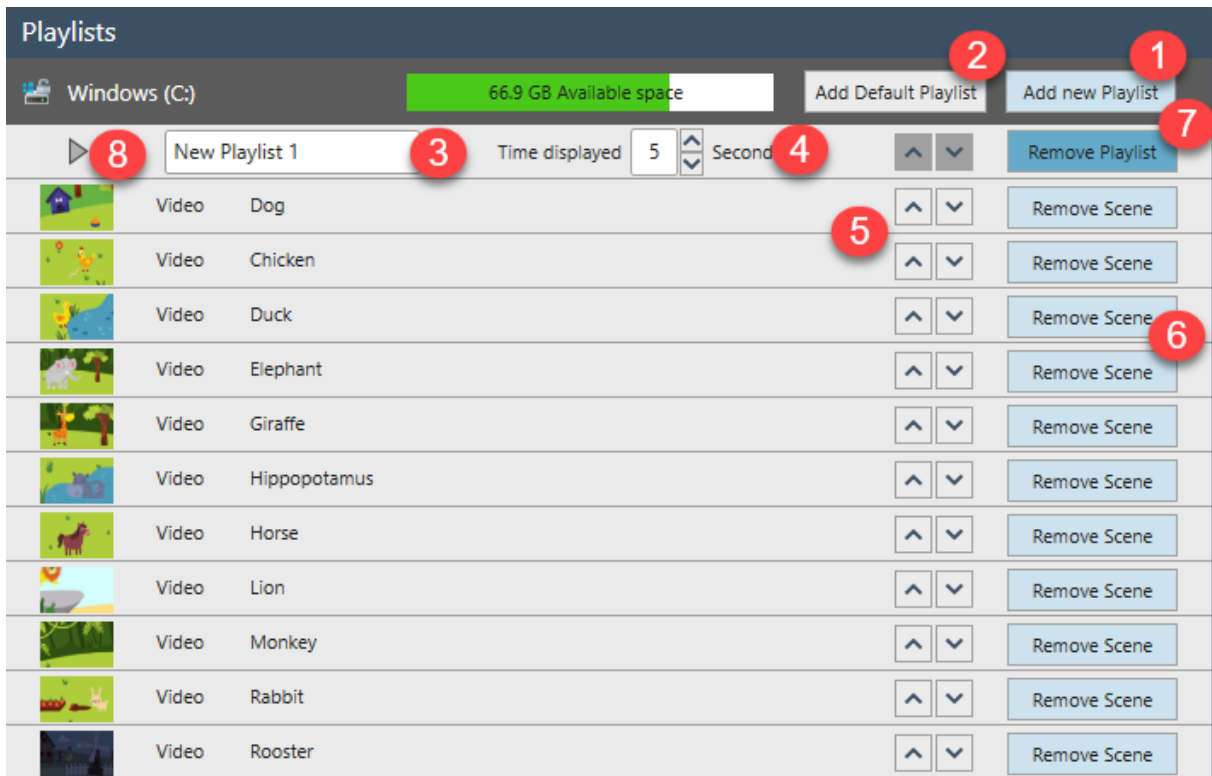 Playlists
2 1
Windows (C:) 66.9 GB Available space Add Default Playlist Add new Playlist
7
8 New Playlist 1 3 Time displayed 5 Second 4 Remove Playlist
Video Dog Remove Scene
5
Video Chicken Remove Scene
Video Duck Remove Scene
6
Video Elephant Remove Scene
Video Giraffe Remove Scene
Video Hippopotamus Remove Scene
Video Horse Remove Scene
Video Lion Remove Scene
Video Monkey Remove Scene
Video Rabbit Remove Scene
Video Rooster Remove Scene